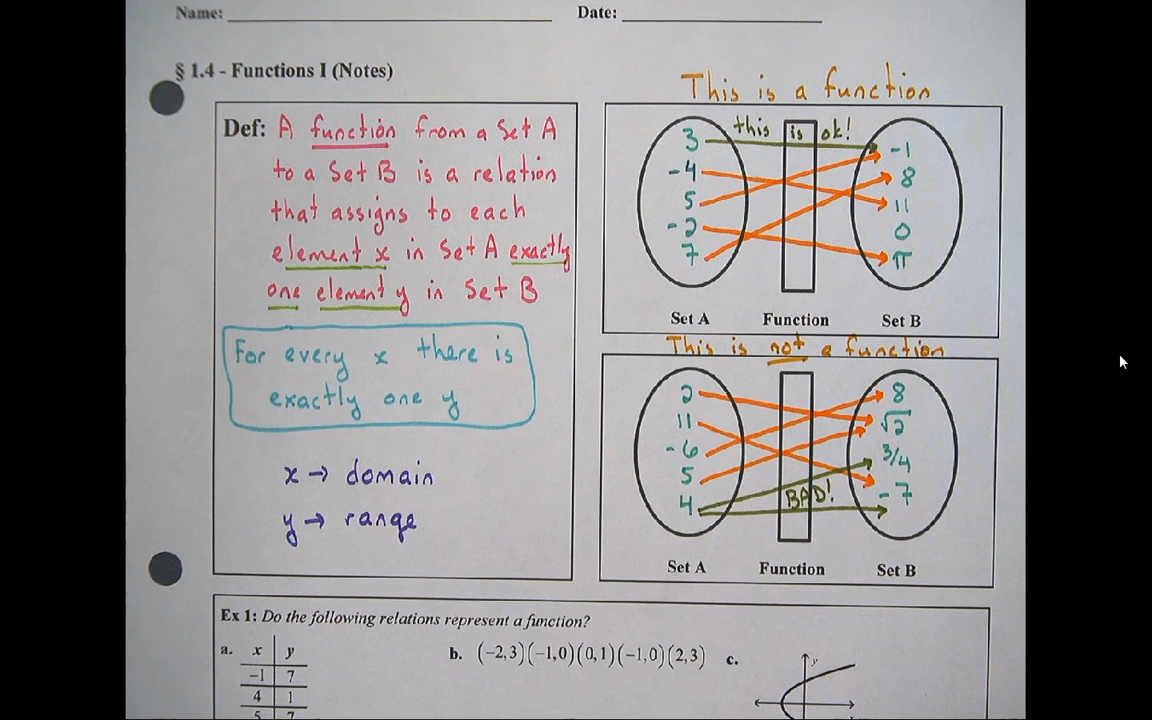 Name: Date:
§ 1.4 - Functions I (Notes)
Def: A function from a Set A
to a Set B is a relation
that assigns to each
element x in Set A exactly
one element y in Set B
For every x there is
exactly one y
x → domain
y → range
This is a function
this is ok!
3
-4
5
-2
7
-1
8
11
0
π
Set A Function Set B
This is not a function
2
11
-6
5
4
BAD!
8
√2
3/4
-7
Set A Function Set B
Ex 1: Do the following relations represent a function?
a. x y
-1 7
4 1
5 7
b. (-2,3)(-1,0)(0,1)(-1,0)(2,3)
c.
y